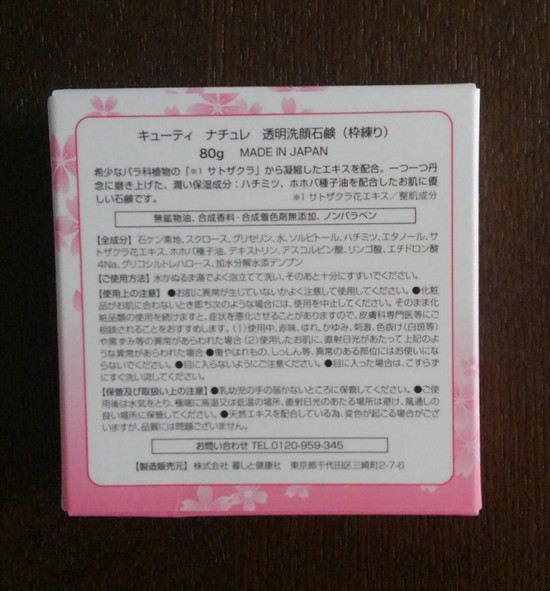 キューティ ナチュレ 透明洗顔石鹸(枠練り)
80g MADE IN JAPAN
希少なバラ科植物の「※1 サトザクラ」から凝縮したエキスを配合。一つ一つ丹
念に磨き上げた、潤い保湿成分;ハチミツ、ホホバ種子油を配合したお肌に優
しい石鹸です。 ※1 サトザクラ花エキス/整肌成分
無鉱物油、合成香料・合成着色剤無添加、ノンパラベン
【全成分】石ケン素地、スクロース、グリセリン、水、ソルビトール、ハチミツ、エタノール、サ
トザクラ花エキス、ホホバ種子油、デキストリン、アスコルビン酸、リンゴ酸、エチドロン酸
4Na、グリコシルトレハロース、加水分解水添デンプン
【ご使用方法】水かぬるま湯でよく泡立てて洗い、そのあと十分にすすいでください。
【使用上の注意】●お肌に異常が生じていないかよく注意して使用してください。●化粧
品がお肌に合わないとき即ち次のような場合には、使用を中止してください。そのまま化
粧品類の使用を続けますと、症状を悪化させることがありますので、皮膚科専門医等にご
相談されることをおすすめします。(1)使用中、赤味、はれ、かゆみ、刺激、色抜け(白斑等)
や黒ずみ等の異常があらわれた場合(2)使用したお肌に、直射日光があたって上記のよ
うな異常があらわれた場合 ●傷やはれもの、しっしん等、異常のある部位にはお使いにな
らないでください。●目に入らないようにご注意ください。●目に入った場合は、こすらず
にすぐ洗い流してください。
【保管及び取扱い上の注意】●乳幼児の手の届かないところに保管してください。●ご使
用後は水気をとり、極端に高温又は低温の場所、直射日光のあたる場所は避け、風通しの
良い場所に保管してください。●天然エキスを配合している為、変色が起こる場合がござ
いますが、品質には問題ございません。
お問い合わせ TEL.0120-959-345
【製造販売元】株式会社 暮しと健康社 東京都千代田区三崎町2-7-6